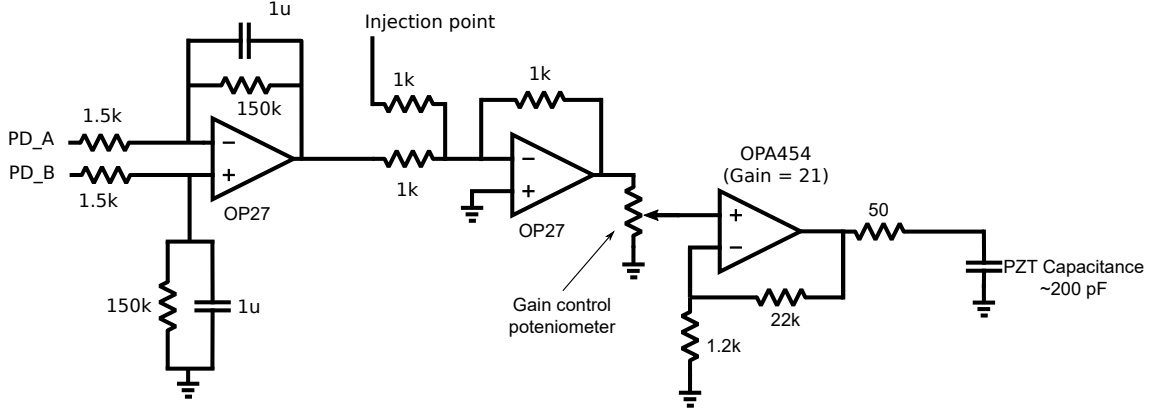 1u
150k
Injection point
1k
1k
1k
1.5k
PD_A
PD_B
1.5k
−
+
OP27
−
+
OP27
OPA454
(Gain = 21)
+
−
50
PZT Capacitance
~200 pF
150k
1u
Gain control
poteniometer
22k
1.2k